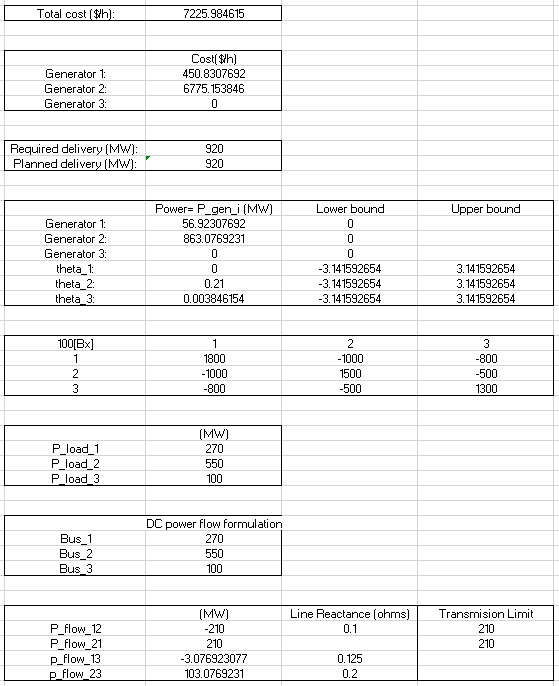 Total cost ($/h): 7225.984615
Cost($/h)
Generator 1: 450.8307692
Generator 2: 6775.153846
Generator 3: 0
Required delivery (MW): 920
Planned delivery (MW): 920
Power= P_gen_i (MW) Lower bound Upper bound
Generator 1: 56.92307692 0
Generator 2: 863.0769231 0
Generator 3: 0 0
theta_1: 0 -3.141592654 3.141592654
theta_2: 0.21 -3.141592654 3.141592654
theta_3: 0.003846154 -3.141592654 3.141592654
100[Bx] 1 2 3
1 1800 -1000 -800
2 -1000 1500 -500
3 -800 -500 1300
(MW)
P_load_1 270
P_load_2 550
P_load_3 100
DC power flow formulation
Bus_1 270
Bus_2 550
Bus_3 100
(MW) Line Reactance (ohms) Transmision Limit
P_flow_12 -210 0.1 210
P_flow_21 210 210
p_flow_13 -3.076923077 0.125
p_flow_23 103.0769231 0.2